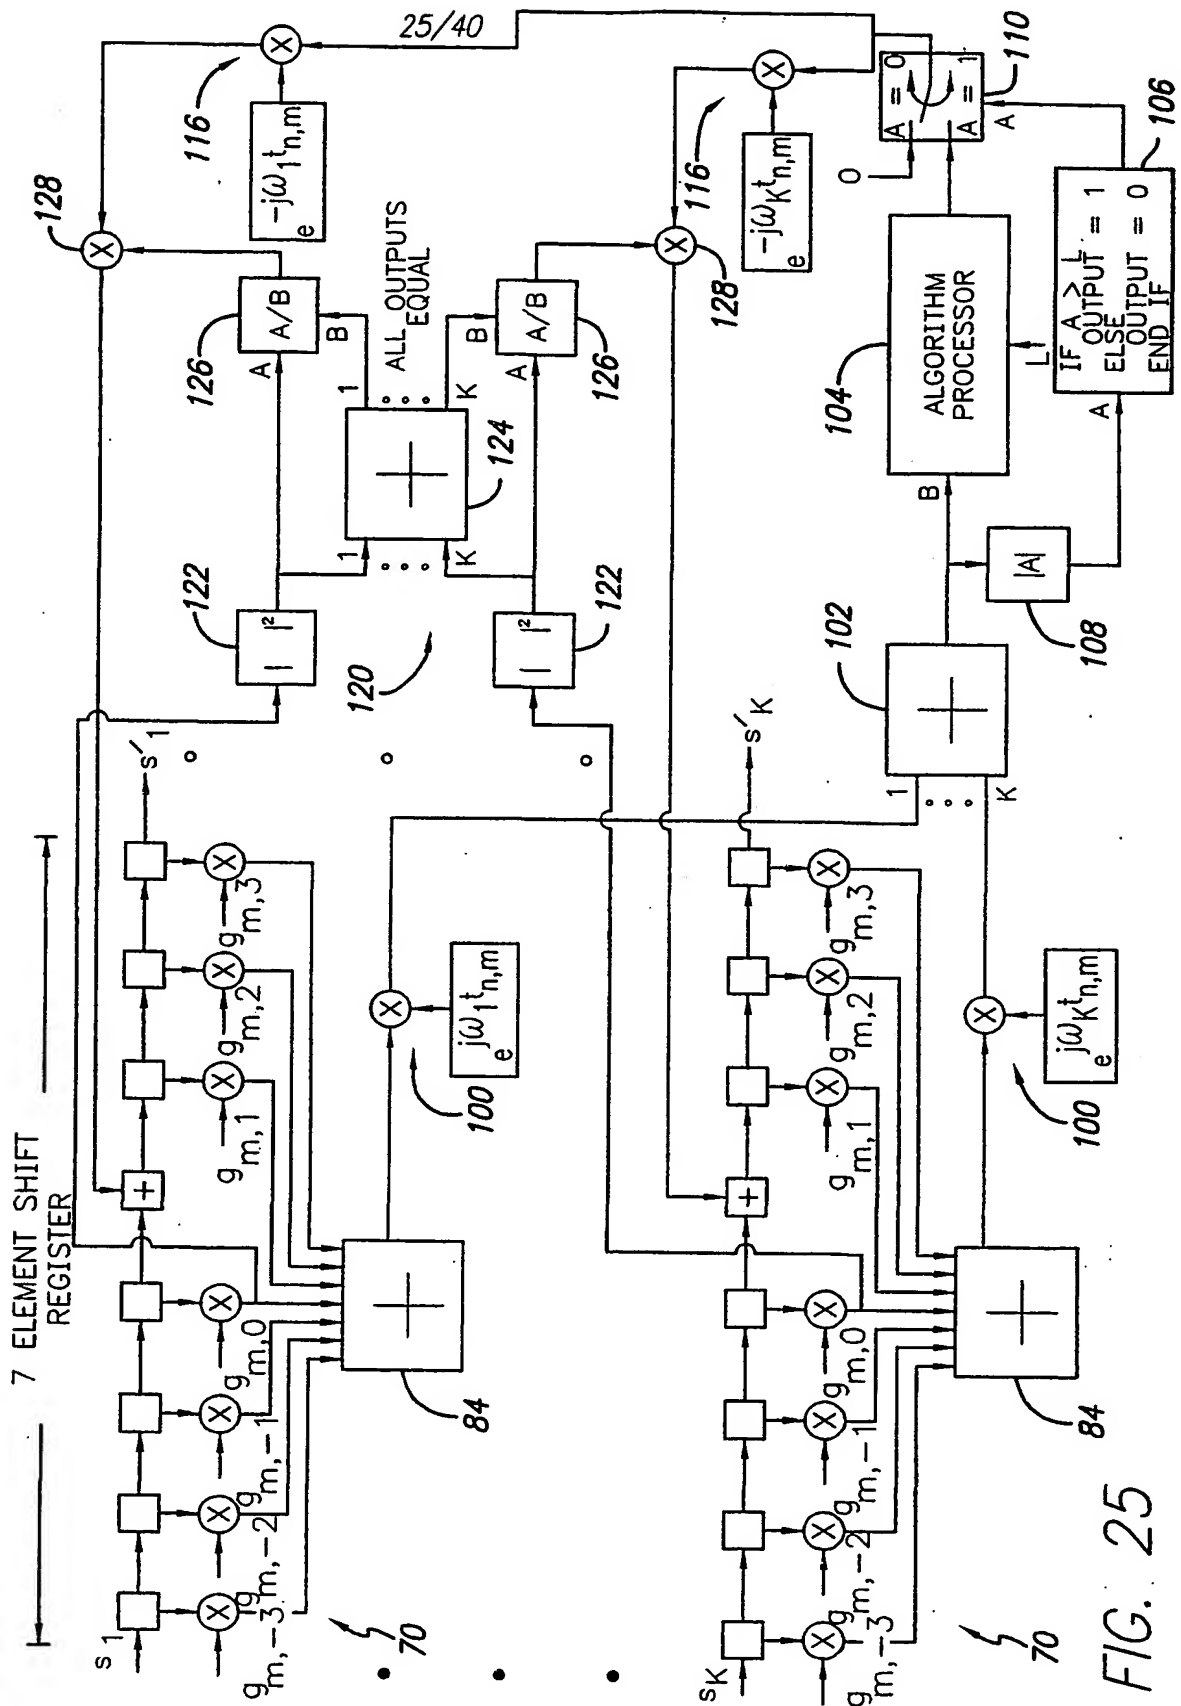 7 ELEMENT SHIFT
REGISTER
s1
s′1
gm,−3
gm,−2
gm,−1
gm,0
gm,1
gm,2
gm,3
X
X
X
X
X
X
X
+
+
84
70
X
100
e jω1tn,m
120
| |²
122
1
K
+
124
1
K
ALL OUTPUTS
EQUAL
A
B
A/B
126
X
128
25/40
X
116
e −jω1tn,m
sK
s′K
gm,−3
gm,−2
gm,−1
gm,0
gm,1
gm,2
gm,3
X
X
X
X
X
X
X
+
+
84
70
X
100
e jωKtn,m
| |²
122
A
B
A/B
126
X
128
X
116
e −jωKtn,m
1
K
+
102
|A|
108
B
ALGORITHM
PROCESSOR
104
L
A
IF A > L
OUTPUT = 1
ELSE
OUTPUT = 0
END IF
106
A
0
A = 0
A = 1
110
FIG. 25